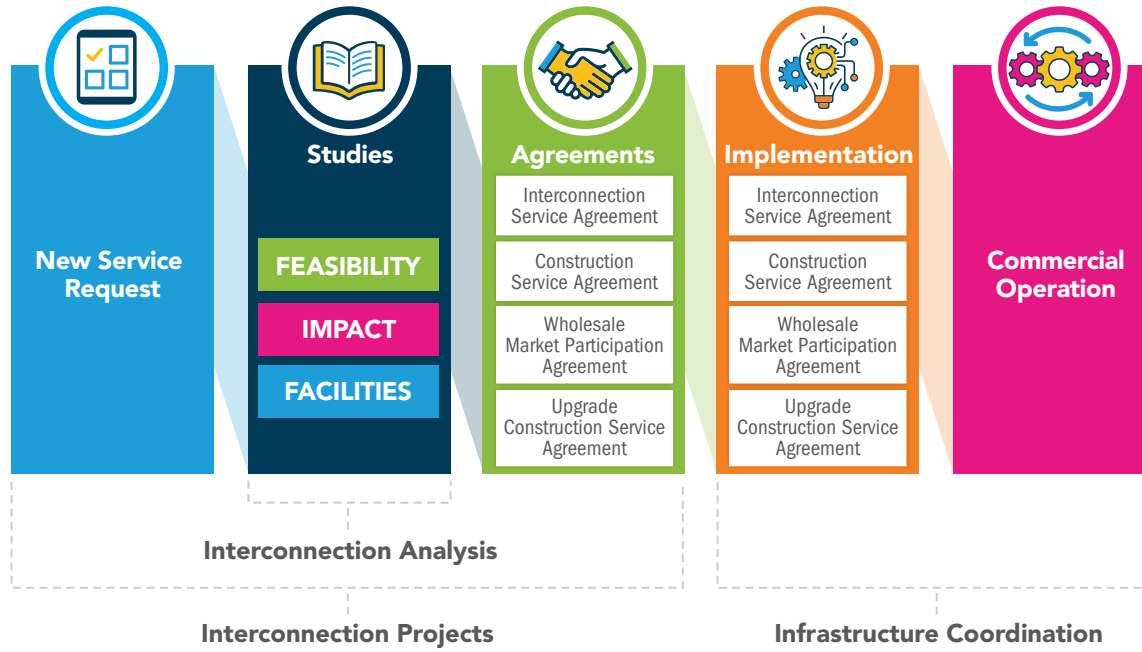 New Service
Request
Studies
FEASIBILITY
IMPACT
FACILITIES
Agreements
Interconnection
Service Agreement
Construction
Service Agreement
Wholesale
Market Participation
Agreement
Upgrade
Construction Service
Agreement
Implementation
Interconnection
Service Agreement
Construction
Service Agreement
Wholesale
Market Participation
Agreement
Upgrade
Construction Service
Agreement
Commercial
Operation
Interconnection Analysis
Interconnection Projects
Infrastructure Coordination